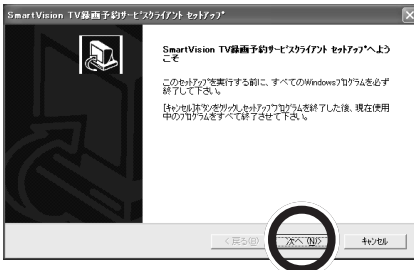 SmartVision TV録画予約ｻｰﾋﾞｽｸﾗｲｱﾝﾄ ｾｯﾄｱｯﾌﾟ
SmartVision TV録画予約ｻｰﾋﾞｽｸﾗｲｱﾝﾄ ｾｯﾄｱｯﾌﾟへよう
こそ
このｾｯﾄｱｯﾌﾟを実行する前に、すべてのWindowsﾌﾟﾛｸﾞﾗﾑを必ず
終了して下さい。
[ｷｬﾝｾﾙ]ﾎﾞﾀﾝをｸﾘｯｸし、ｾｯﾄｱｯﾌﾟﾌﾟﾛｸﾞﾗﾑを終了した後、現在使用
中のﾌﾟﾛｸﾞﾗﾑをすべて終了させて下さい。
< 戻る(B) 次へ (N)> ｷｬﾝｾﾙ